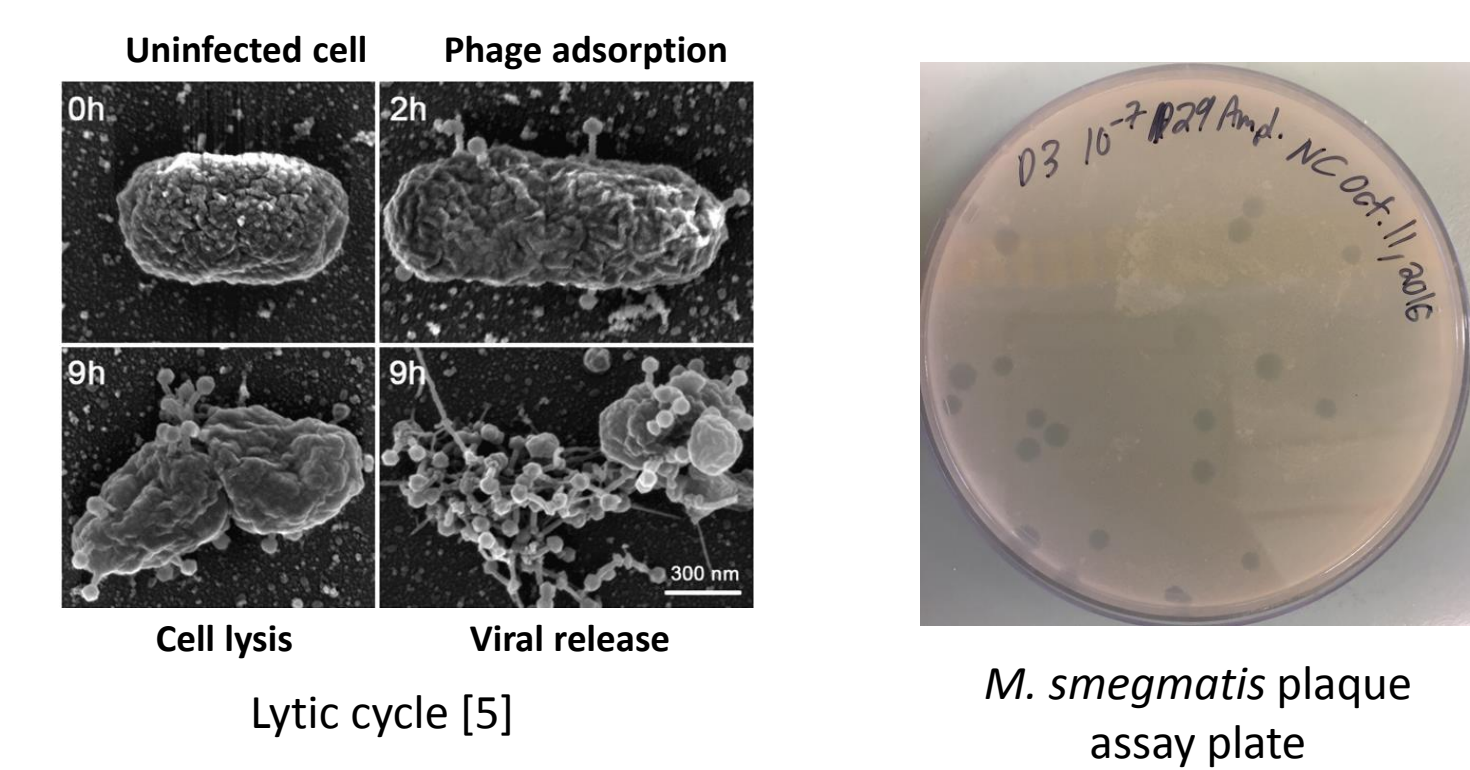 Uninfected cell
Phage adsorption
0h
2h
9h
9h
300 nm
Cell lysis
Viral release
Lytic cycle [5]
D3 10⁻⁷ D29 Amp. NC Oct. 11, 2016
M. smegmatis plaque
assay plate